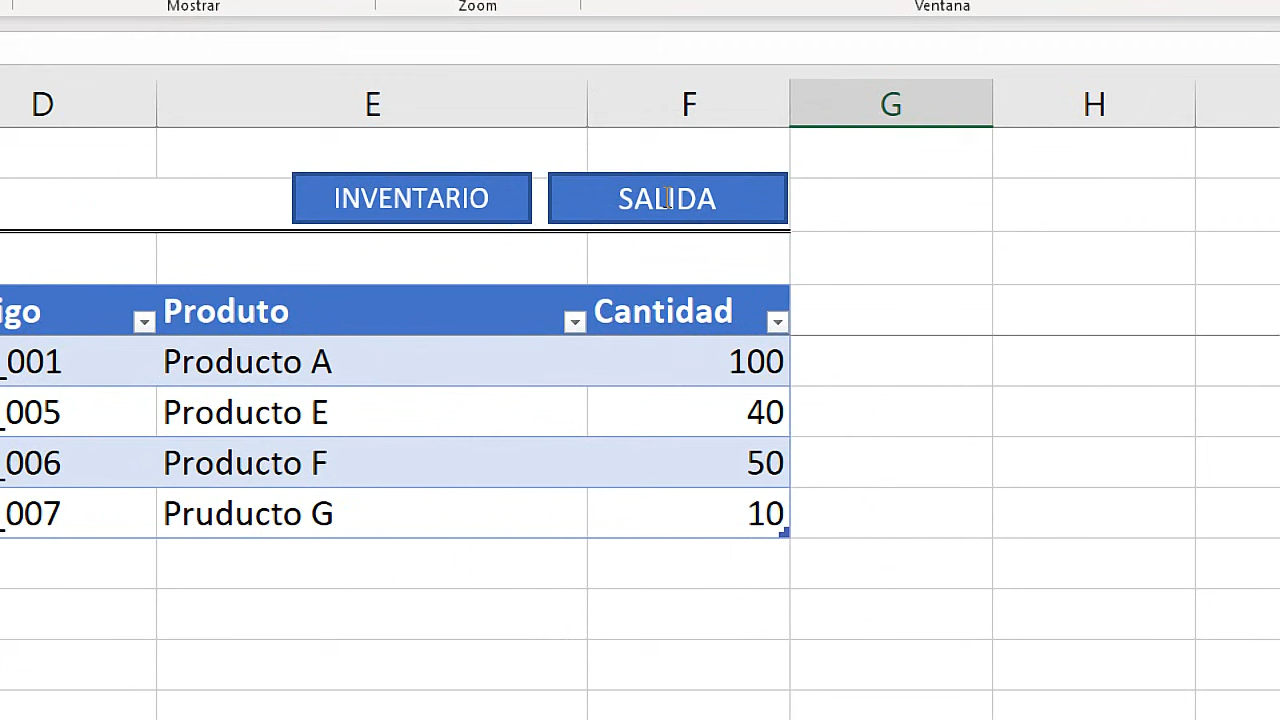 Mostrar Zoom Ventana
D E F G H
INVENTARIO SALIDA
igo Produto Cantidad
_001 Producto A 100
_005 Producto E 40
_006 Producto F 50
_007 Pruducto G 10